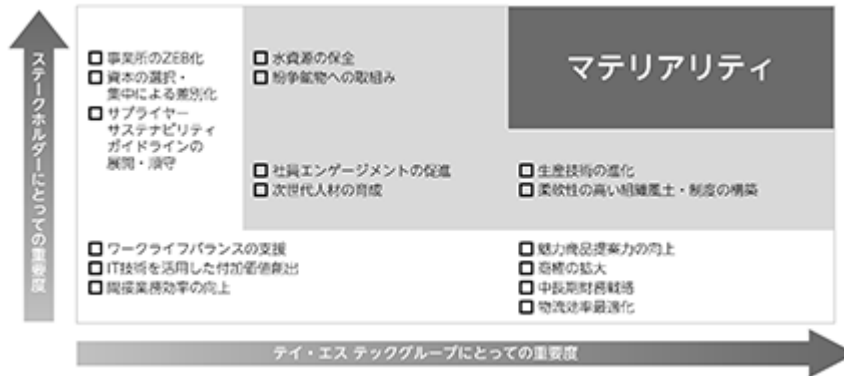 ステークホルダーにとっての重要度
□ 事業所のZEB化
□ 資本の選択・
集中による差別化
□ サプライヤー
サステナビリティ
ガイドラインの
展開・順守
□ 水資源の保全
□ 紛争鉱物への取組み
マテリアリティ
□ 社員エンゲージメントの促進
□ 次世代人材の育成
□ 生産技術の進化
□ 柔軟性の高い組織風土・制度の構築
□ ワークライフバランスの支援
□ IT技術を活用した付加価値創出
□ 間接業務効率の向上
□ 魅力商品提案力の向上
□ 商権の拡大
□ 中長期財務戦略
□ 物流効率最適化
テイ・エス テックグループにとっての重要度